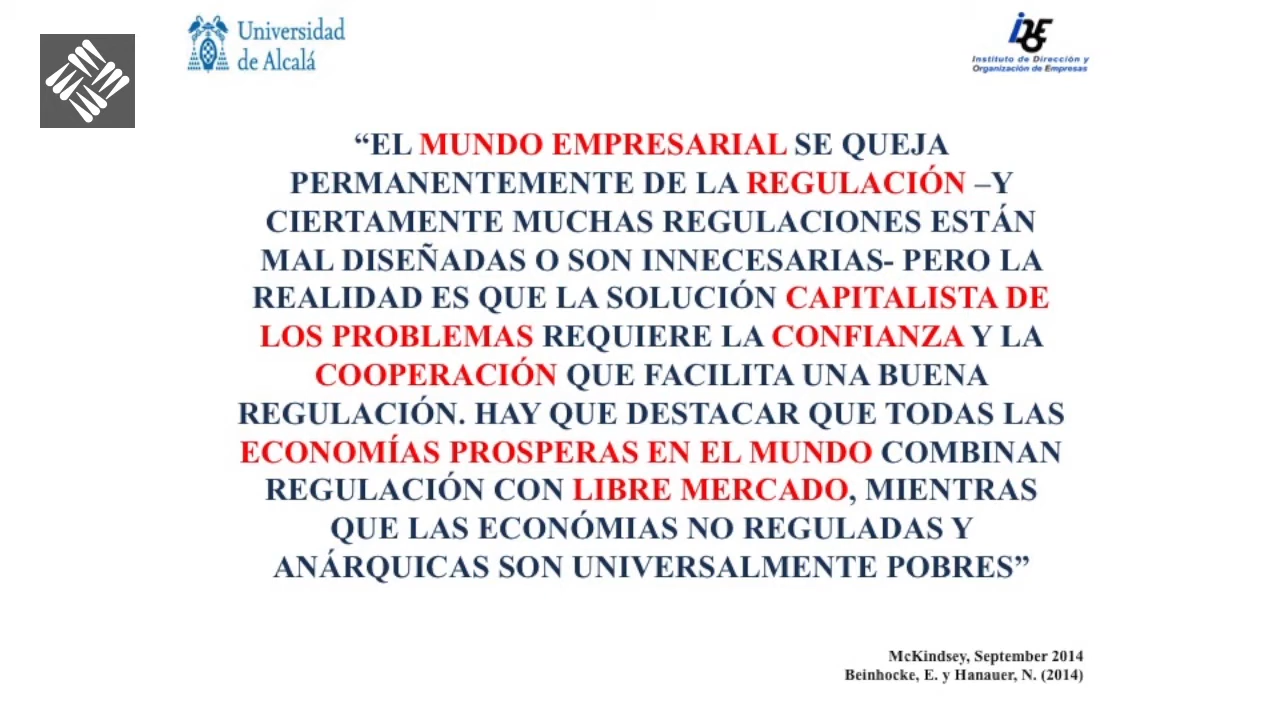 Universidad
de Alcalá
IDOE
Instituto de Dirección y
Organización de Empresas
“EL MUNDO EMPRESARIAL SE QUEJA
PERMANENTEMENTE DE LA REGULACIÓN –Y
CIERTAMENTE MUCHAS REGULACIONES ESTÁN
MAL DISEÑADAS O SON INNECESARIAS- PERO LA
REALIDAD ES QUE LA SOLUCIÓN CAPITALISTA DE
LOS PROBLEMAS REQUIERE LA CONFIANZA Y LA
COOPERACIÓN QUE FACILITA UNA BUENA
REGULACIÓN. HAY QUE DESTACAR QUE TODAS LAS
ECONOMÍAS PROSPERAS EN EL MUNDO COMBINAN
REGULACIÓN CON LIBRE MERCADO, MIENTRAS
QUE LAS ECONÓMIAS NO REGULADAS Y
ANÁRQUICAS SON UNIVERSALMENTE POBRES”
McKindsey, September 2014
Beinhocke, E. y Hanauer, N. (2014)